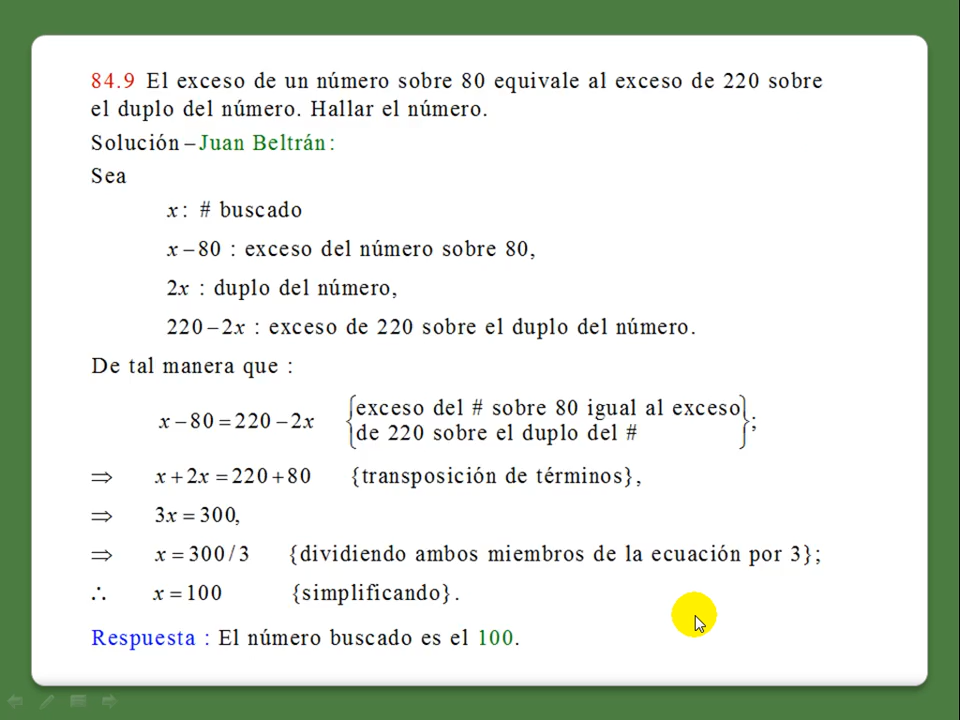 84.9 El exceso de un número sobre 80 equivale al exceso de 220 sobre
el duplo del número. Hallar el número.
Solución – Juan Beltrán:
Sea
x: # buscado
x – 80 : exceso del número sobre 80,
2x : duplo del número,
220 – 2x : exceso de 220 sobre el duplo del número.
De tal manera que :
x – 80 = 220 – 2x {exceso del # sobre 80 igual al exceso
de 220 sobre el duplo del #};
⇒ x + 2x = 220 + 80 {transposición de términos},
⇒ 3x = 300,
⇒ x = 300 / 3 {dividiendo ambos miembros de la ecuación por 3};
∴ x = 100 {simplificando}.
Respuesta : El número buscado es el 100.